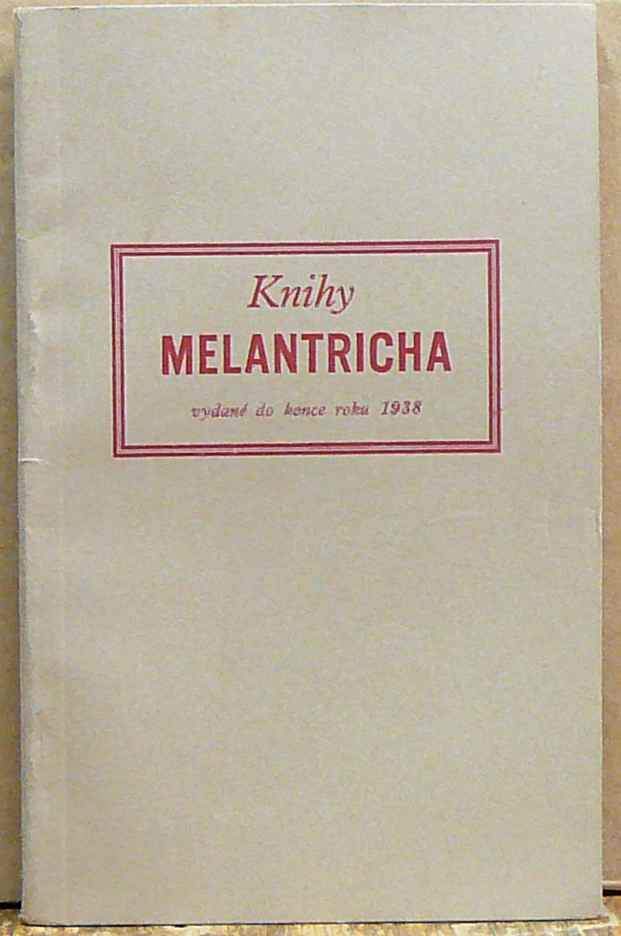 Knihy
MELANTRICHA
vydané do konce roku 1938